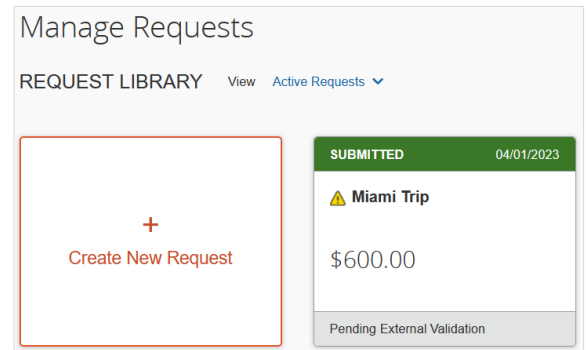 Manage Requests
REQUEST LIBRARY View Active Requests
SUBMITTED 04/01/2023
Miami Trip
+
Create New Request
$600.00
Pending External Validation